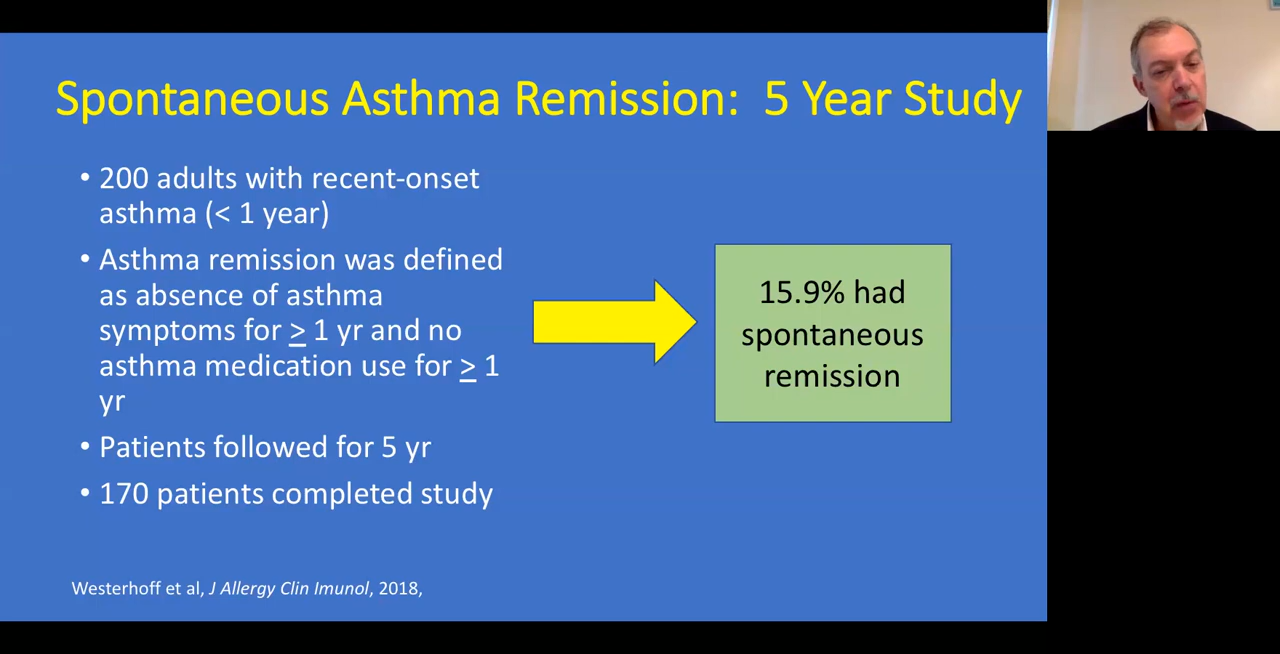 Spontaneous Asthma Remission: 5 Year Study
• 200 adults with recent-onset
asthma (< 1 year)
• Asthma remission was defined
as absence of asthma
symptoms for ≥ 1 yr and no
asthma medication use for ≥ 1
yr
• Patients followed for 5 yr
• 170 patients completed study
15.9% had
spontaneous
remission
Westerhoff et al, J Allergy Clin Imunol, 2018,